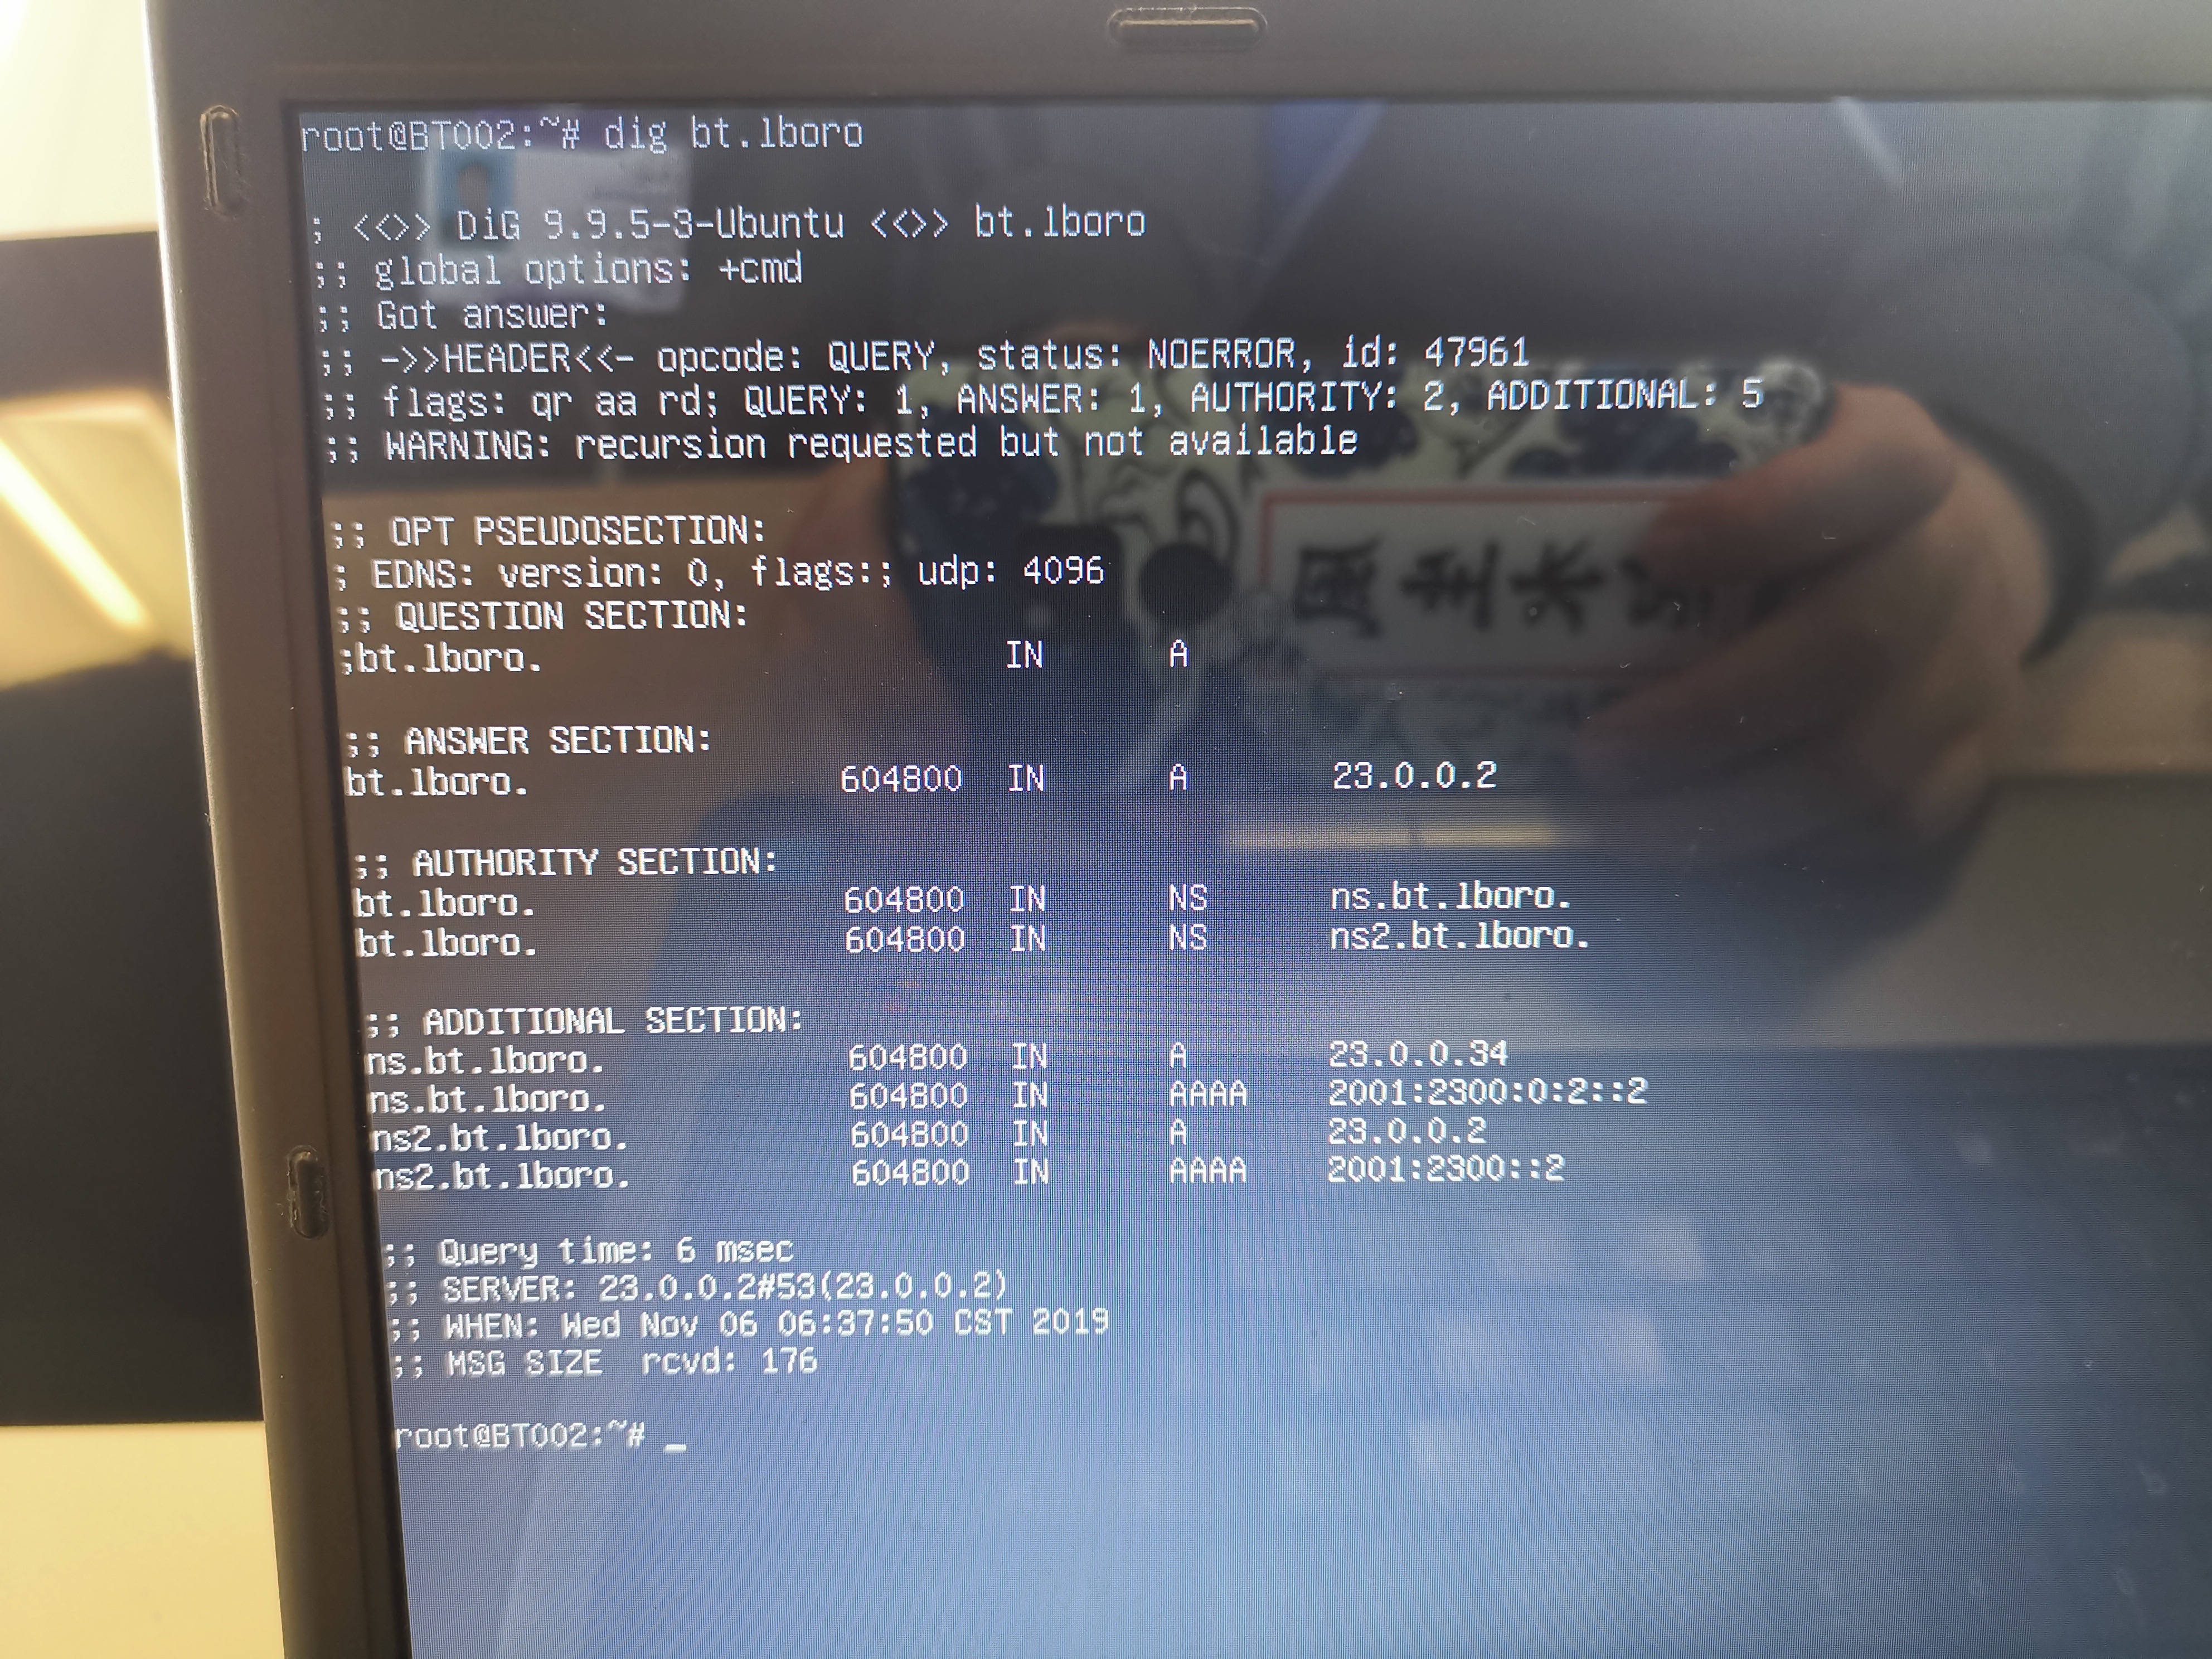 root@BT002:~# dig bt.lboro
; <<>> DiG 9.9.5-3-Ubuntu <<>> bt.lboro
;; global options: +cmd
;; Got answer:
;; ->>HEADER<<- opcode: QUERY, status: NOERROR, id: 47961
;; flags: qr aa rd; QUERY: 1, ANSWER: 1, AUTHORITY: 2, ADDITIONAL: 5
;; WARNING: recursion requested but not available
;; OPT PSEUDOSECTION:
; EDNS: version: 0, flags:; udp: 4096
;; QUESTION SECTION:
;bt.lboro. IN A
;; ANSWER SECTION:
bt.lboro. 604800 IN A 23.0.0.2
;; AUTHORITY SECTION:
bt.lboro. 604800 IN NS ns.bt.lboro.
bt.lboro. 604800 IN NS ns2.bt.lboro.
;; ADDITIONAL SECTION:
ns.bt.lboro. 604800 IN A 23.0.0.34
ns.bt.lboro. 604800 IN AAAA 2001:2300:0:2::2
ns2.bt.lboro. 604800 IN A 23.0.0.2
ns2.bt.lboro. 604800 IN AAAA 2001:2300::2
;; Query time: 6 msec
;; SERVER: 23.0.0.2#53(23.0.0.2)
;; WHEN: Wed Nov 06 06:37:50 CST 2019
;; MSG SIZE rcvd: 176
root@BT002:~# _